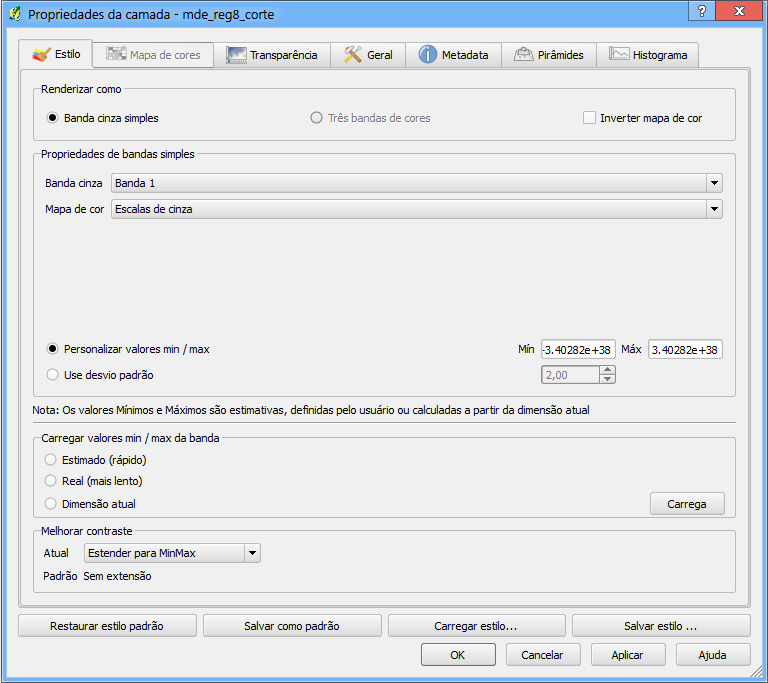 Propriedades da camada - mde_reg8_corte
?
Estilo Mapa de cores Transparência Geral Metadata Pirâmides Histograma
Renderizar como
Banda cinza simples Três bandas de cores Inverter mapa de cor
Propriedades de bandas simples
Banda cinza Banda 1
Mapa de cor Escalas de cinza
Personalizar valores min / max Mín -3.40282e+38 Máx 3.40282e+38
Use desvio padrão 2,00
Nota: Os valores Mínimos e Máximos são estimativas, definidas pelo usuário ou calculadas a partir da dimensão atual
Carregar valores min / max da banda
Estimado (rápido)
Real (mais lento)
Dimensão atual Carrega
Melhorar contraste
Atual Estender para MinMax
Padrão Sem extensão
Restaurar estilo padrão Salvar como padrão Carregar estilo... Salvar estilo ...
OK Cancelar Aplicar Ajuda